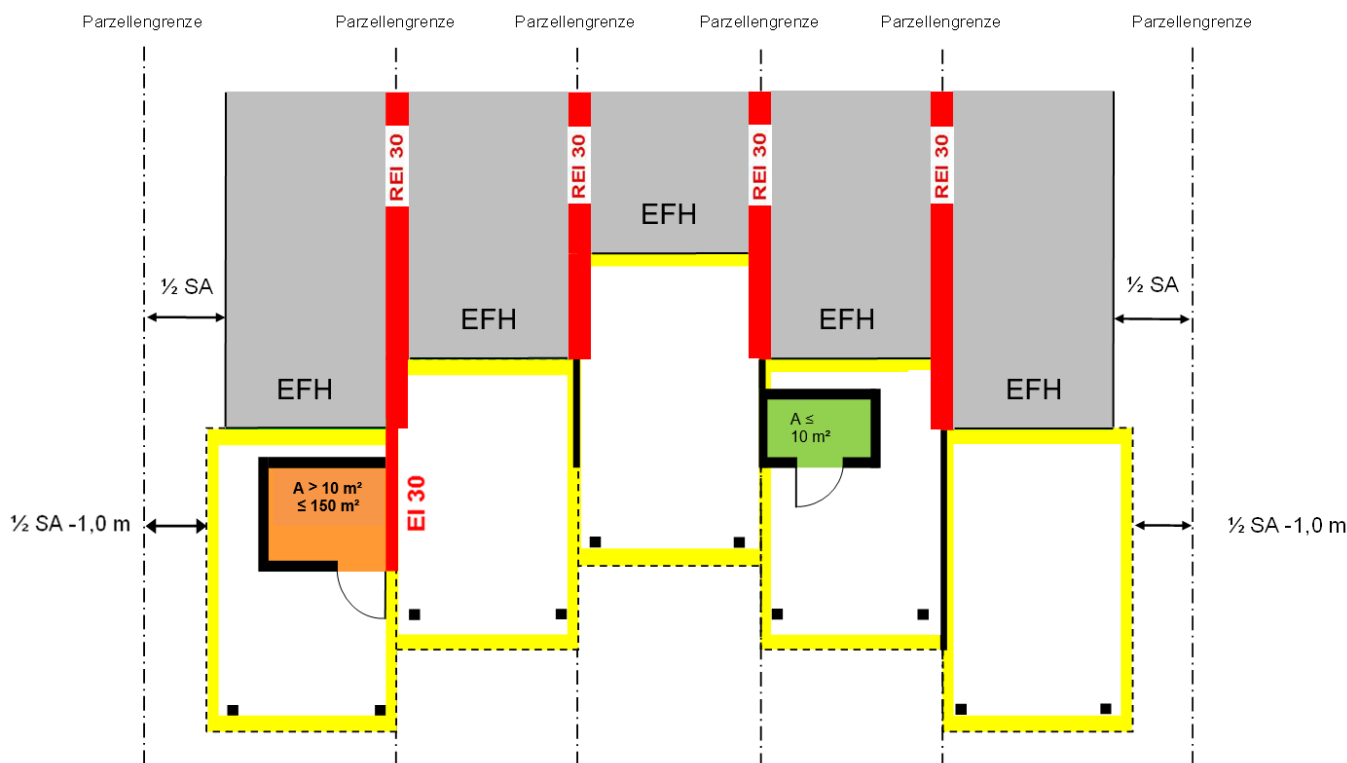 Parzellengrenze
Parzellengrenze
Parzellengrenze
Parzellengrenze
Parzellengrenze
Parzellengrenze
REI 30
REI 30
REI 30
REI 30
EFH
½ SA
½ SA
EFH
EFH
EFH
EFH
A ≤
10 m²
A > 10 m²
≤ 150 m²
EI 30
½ SA -1,0 m
½ SA -1,0 m